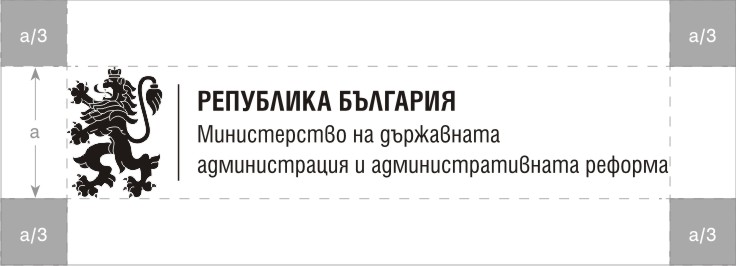 a/3 a/3
РЕПУБЛИКА БЪЛГАРИЯ
a Министерство на държавната
администрация и административната реформа
a/3 a/3